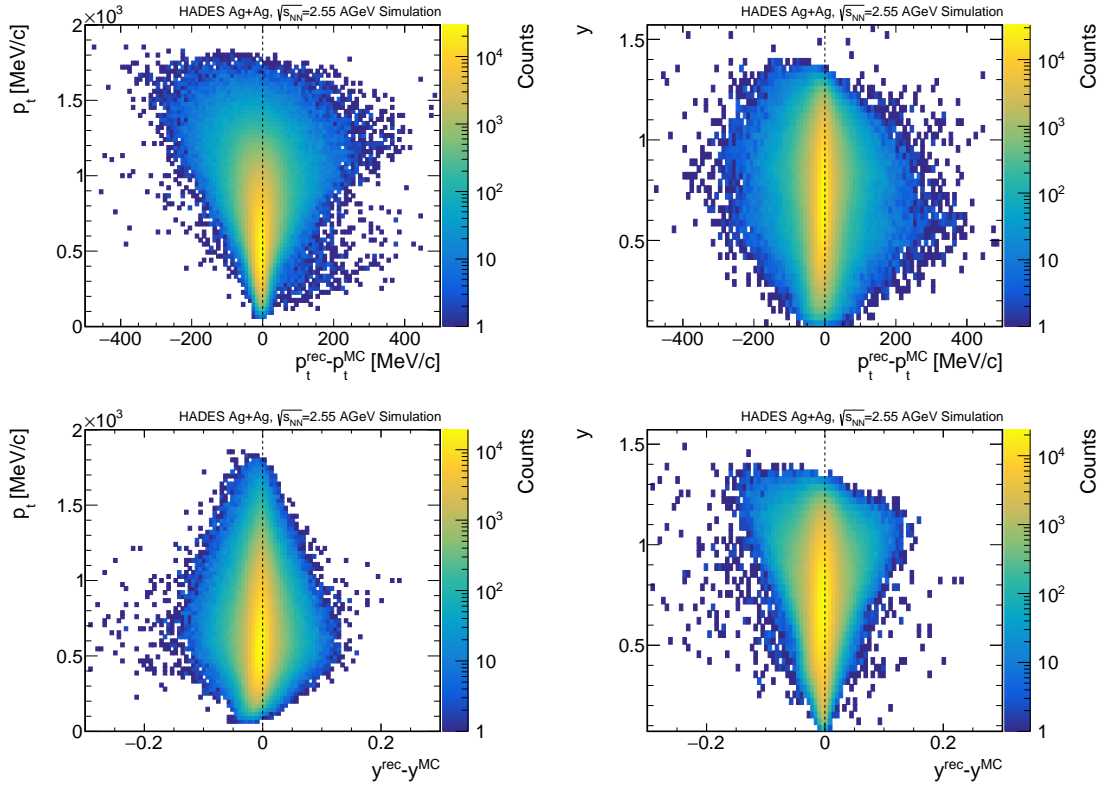 HADES Ag+Ag, √s_NN=2.55 AGeV Simulation
×10³
p_t [MeV/c]
2
1.5
1
0.5
0
−400 −200 0 200 400
p_t^rec-p_t^MC [MeV/c]
Counts
10⁴
10³
10²
10
1
HADES Ag+Ag, √s_NN=2.55 AGeV Simulation
y
1.5
1
0.5
−400 −200 0 200 400
p_t^rec-p_t^MC [MeV/c]
Counts
10⁴
10³
10²
10
1
HADES Ag+Ag, √s_NN=2.55 AGeV Simulation
×10³
p_t [MeV/c]
2
1.5
1
0.5
0
−0.2 0 0.2
y^rec-y^MC
Counts
10⁴
10³
10²
10
1
HADES Ag+Ag, √s_NN=2.55 AGeV Simulation
y
1.5
1
0.5
−0.2 0 0.2
y^rec-y^MC
Counts
10⁴
10³
10²
10
1